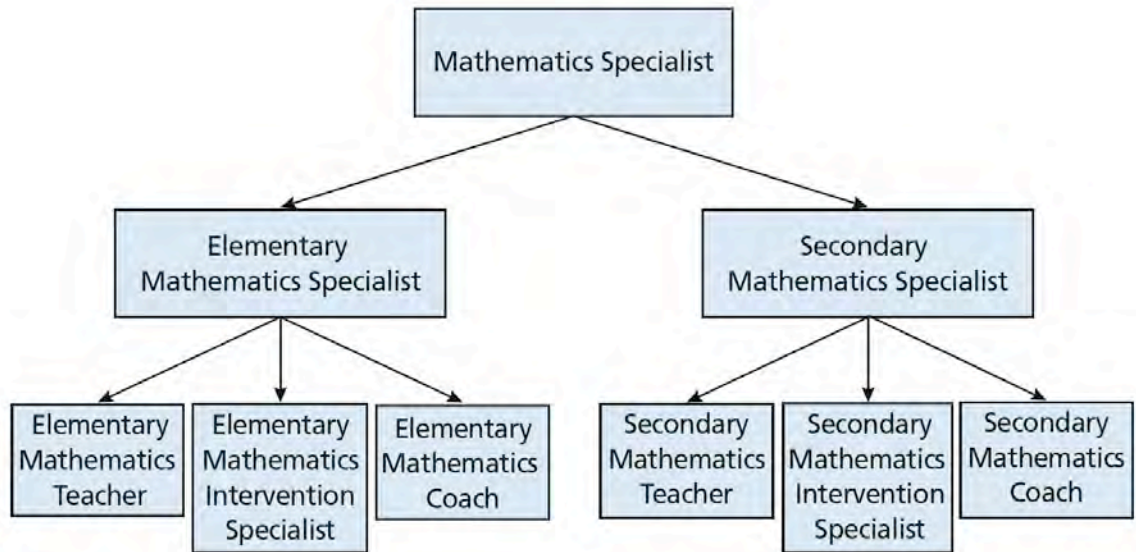 Mathematics Specialist
Elementary
Mathematics Specialist
Secondary
Mathematics Specialist
Elementary
Mathematics
Teacher
Elementary
Mathematics
Intervention
Specialist
Elementary
Mathematics
Coach
Secondary
Mathematics
Teacher
Secondary
Mathematics
Intervention
Specialist
Secondary
Mathematics
Coach